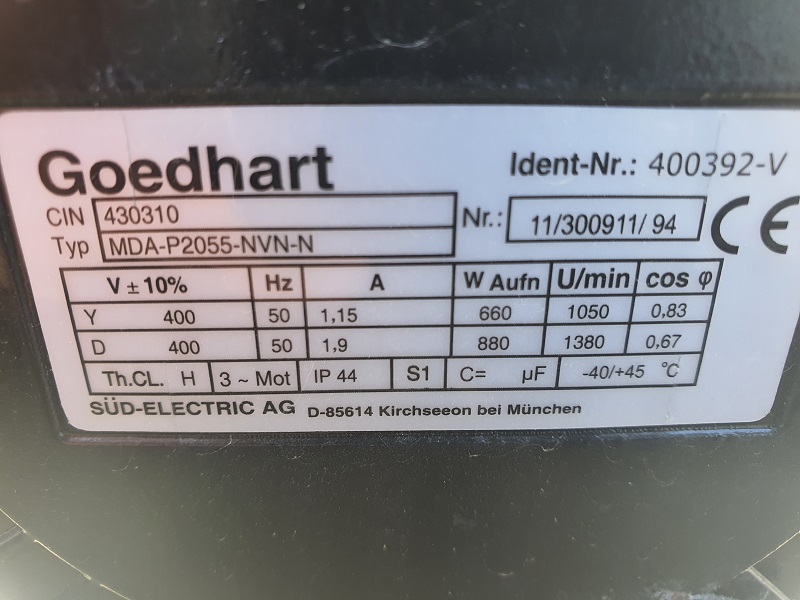 Goedhart Ident-Nr.: 400392-V
CIN 430310 Nr.: 11/300911/ 94 CE
Typ MDA-P2055-NVN-N
V ± 10% Hz A W Aufn U/min cos φ
Y 400 50 1,15 660 1050 0,83
D 400 50 1,9 880 1380 0,67
Th.CL. H 3 ~ Mot IP 44 S1 C= µF -40/+45 °C
SÜD-ELECTRIC AG D-85614 Kirchseeon bei München